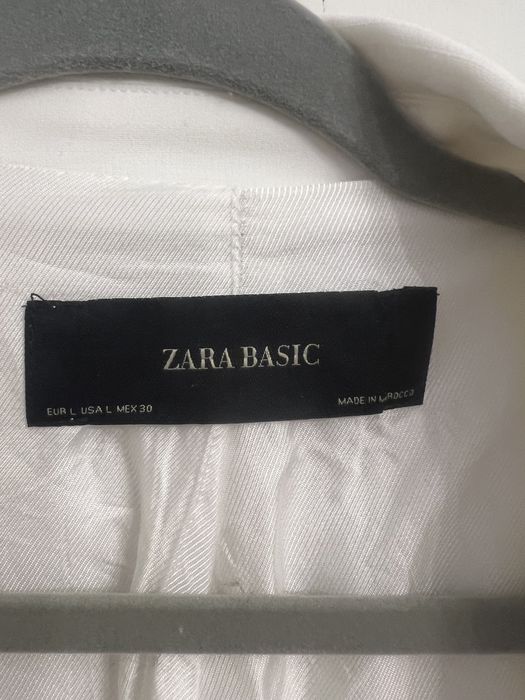 ZARA BASIC
EUR L USA L MEX 30
MADE IN MOROCCO